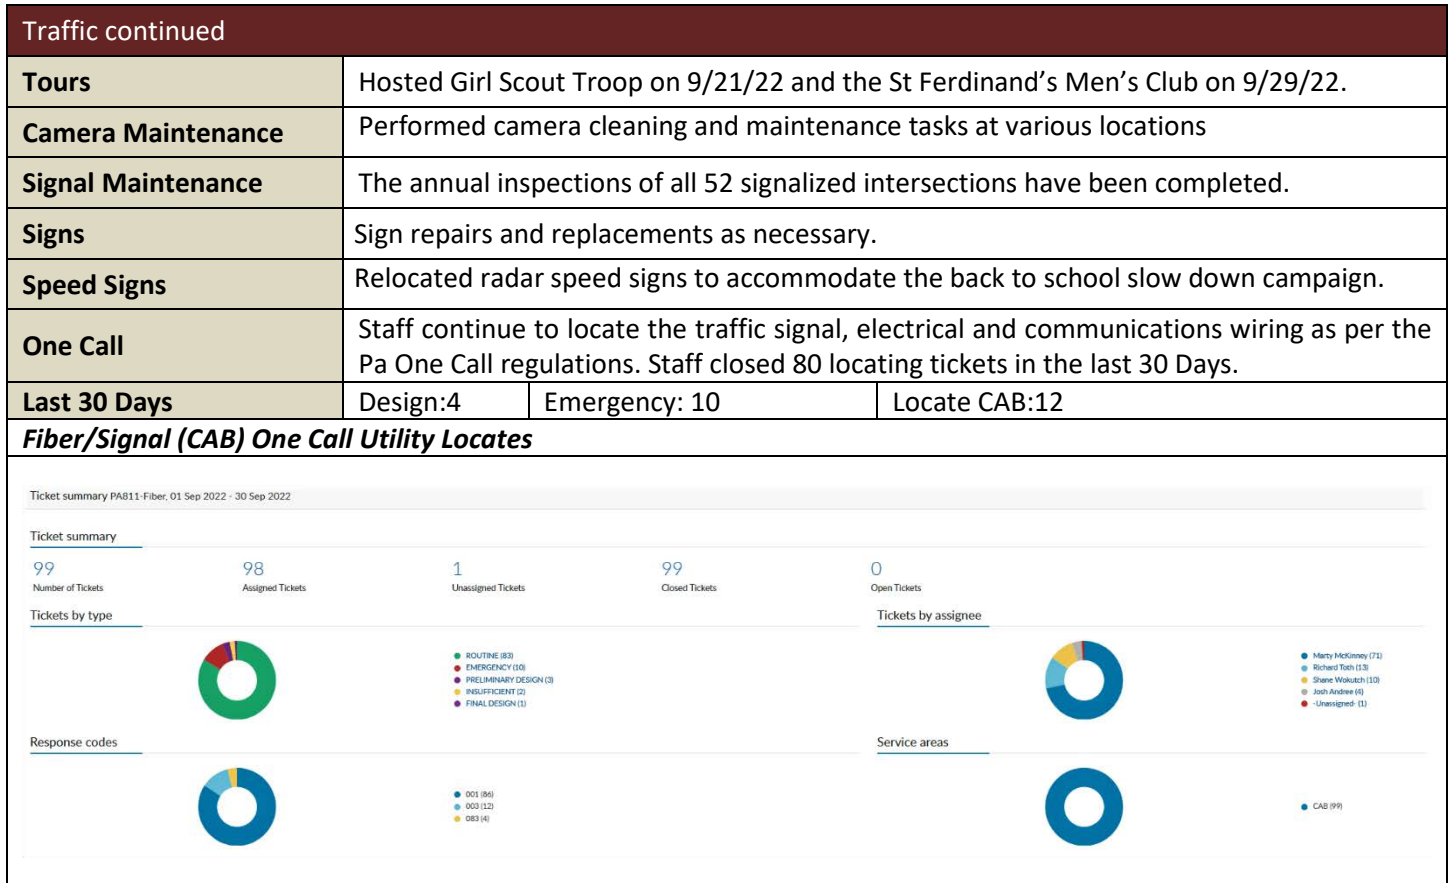 Traffic continued
Tours
Hosted Girl Scout Troop on 9/21/22 and the St Ferdinand’s Men’s Club on 9/29/22.
Camera Maintenance
Performed camera cleaning and maintenance tasks at various locations
Signal Maintenance
The annual inspections of all 52 signalized intersections have been completed.
Signs
Sign repairs and replacements as necessary.
Speed Signs
Relocated radar speed signs to accommodate the back to school slow down campaign.
One Call
Staff continue to locate the traffic signal, electrical and communications wiring as per the
Pa One Call regulations. Staff closed 80 locating tickets in the last 30 Days.
Last 30 Days
Design:4
Emergency: 10
Locate CAB:12
Fiber/Signal (CAB) One Call Utility Locates
Ticket summary PA811-Fiber, 01 Sep 2022 - 30 Sep 2022
Ticket summary
99
Number of Tickets
98
Assigned Tickets
1
Unassigned Tickets
99
Closed Tickets
0
Open Tickets
Tickets by type
ROUTINE (83)
EMERGENCY (10)
PRELIMINARY DESIGN (3)
INSUFFICIENT (2)
FINAL DESIGN (1)
Tickets by assignee
Marty McKinney (71)
Richard Toth (13)
Shane Wokutch (10)
Josh Andree (4)
-Unassigned- (1)
Response codes
001 (86)
003 (12)
083 (4)
Service areas
CAB (99)